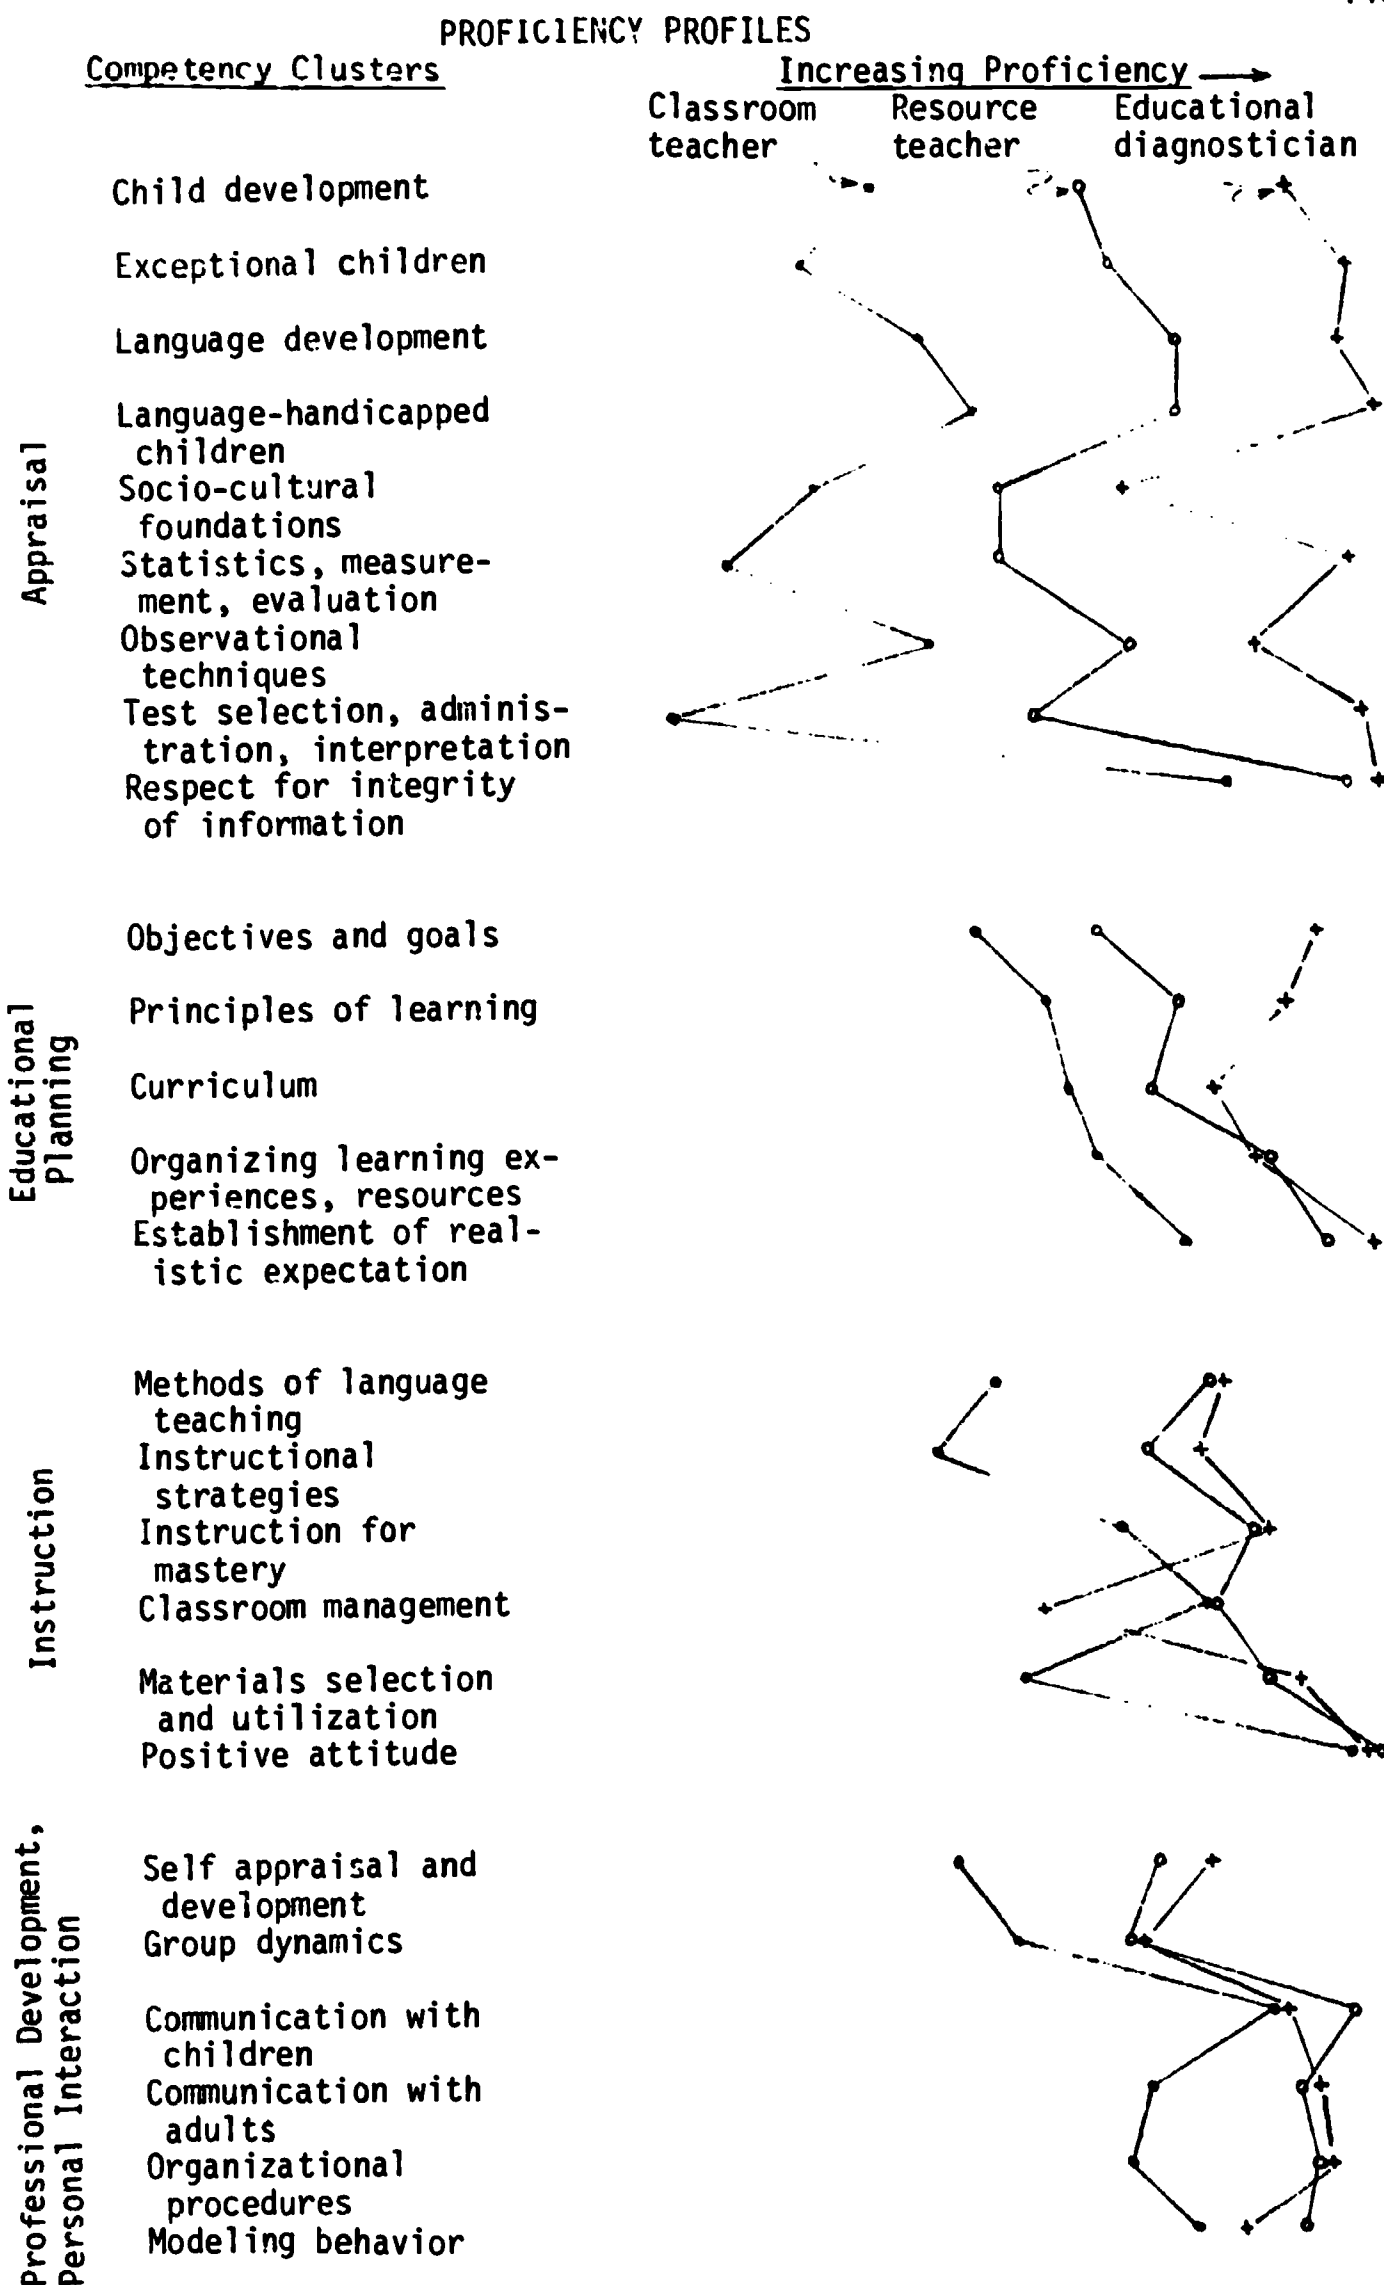 PROFICIENCY PROFILES
Competency Clusters
Increasing Proficiency
Classroom teacher
Resource teacher
Educational diagnostician
Appraisal
Child development
Exceptional children
Language development
Language-handicapped
children
Socio-cultural
foundations
Statistics, measure-
ment, evaluation
Observational
techniques
Test selection, adminis-
tration, interpretation
Respect for integrity
of information
Educational
Planning
Objectives and goals
Principles of learning
Curriculum
Organizing learning ex-
periences, resources
Establishment of real-
istic expectation
Instruction
Methods of language
teaching
Instructional
strategies
Instruction for
mastery
Classroom management
Materials selection
and utilization
Positive attitude
Professional Development,
Personal Interaction
Self appraisal and
development
Group dynamics
Communication with
children
Communication with
adults
Organizational
procedures
Modeling behavior